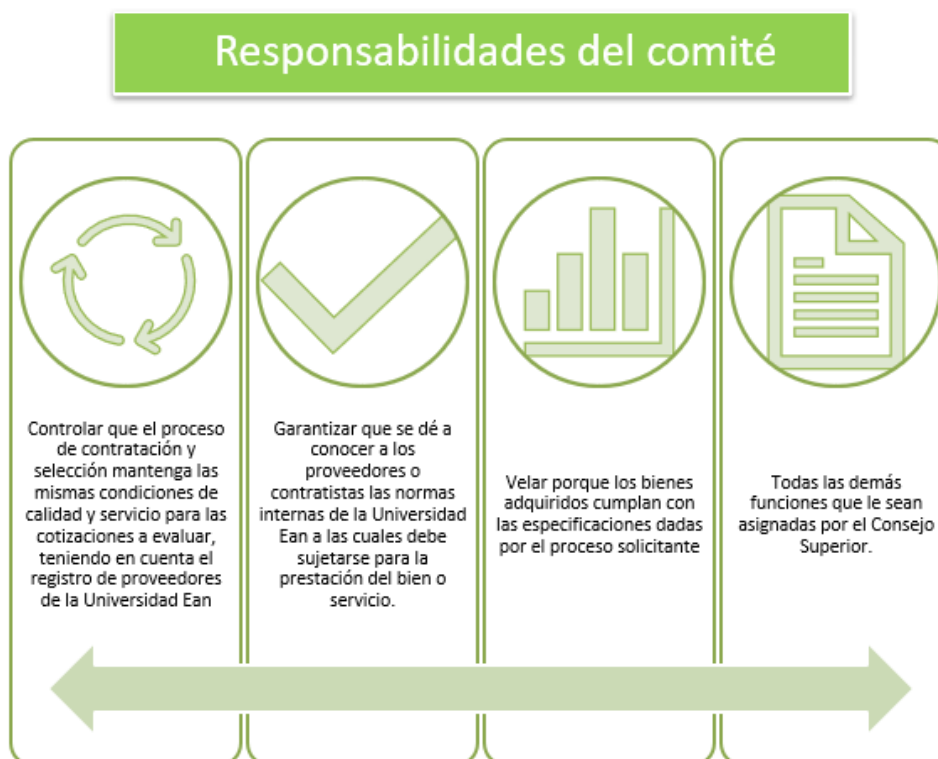 Responsabilidades del comité
Controlar que el proceso
de contratación y
selección mantenga las
mismas condiciones de
calidad y servicio para las
cotizaciones a evaluar,
teniendo en cuenta el
registro de proveedores
de la Universidad Ean
Garantizar que se dé a
conocer a los
proveedores o
contratistas las normas
internas de la Universidad
Ean a las cuales debe
sujetarse para la
prestación del bien o
servicio.
Velar porque los bienes
adquiridos cumplan con
las especificaciones dadas
por el proceso solicitante
Todas las demás
funciones que le sean
asignadas por el Consejo
Superior.